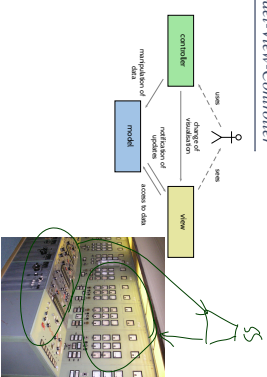 del-View-Controller
uses
sees
controller
change of
visualisation
view
manipulation of
data
notification of
updates
access to data
model